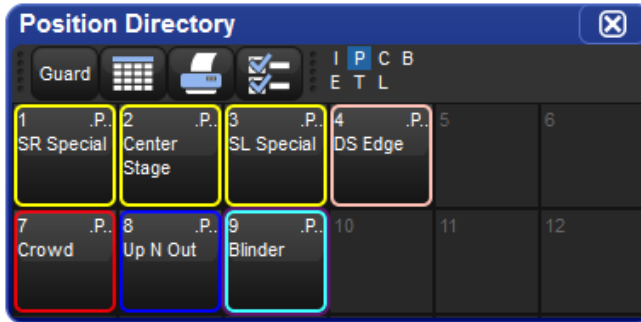 Position Directory
Guard
I P C B
E T L
1 .P.. 2 .P.. 3 .P.. 4 .P.. 5 6
SR Special Center Stage SL Special DS Edge
7 .P.. 8 .P.. 9 .P.. 10 11 12
Crowd Up N Out Blinder